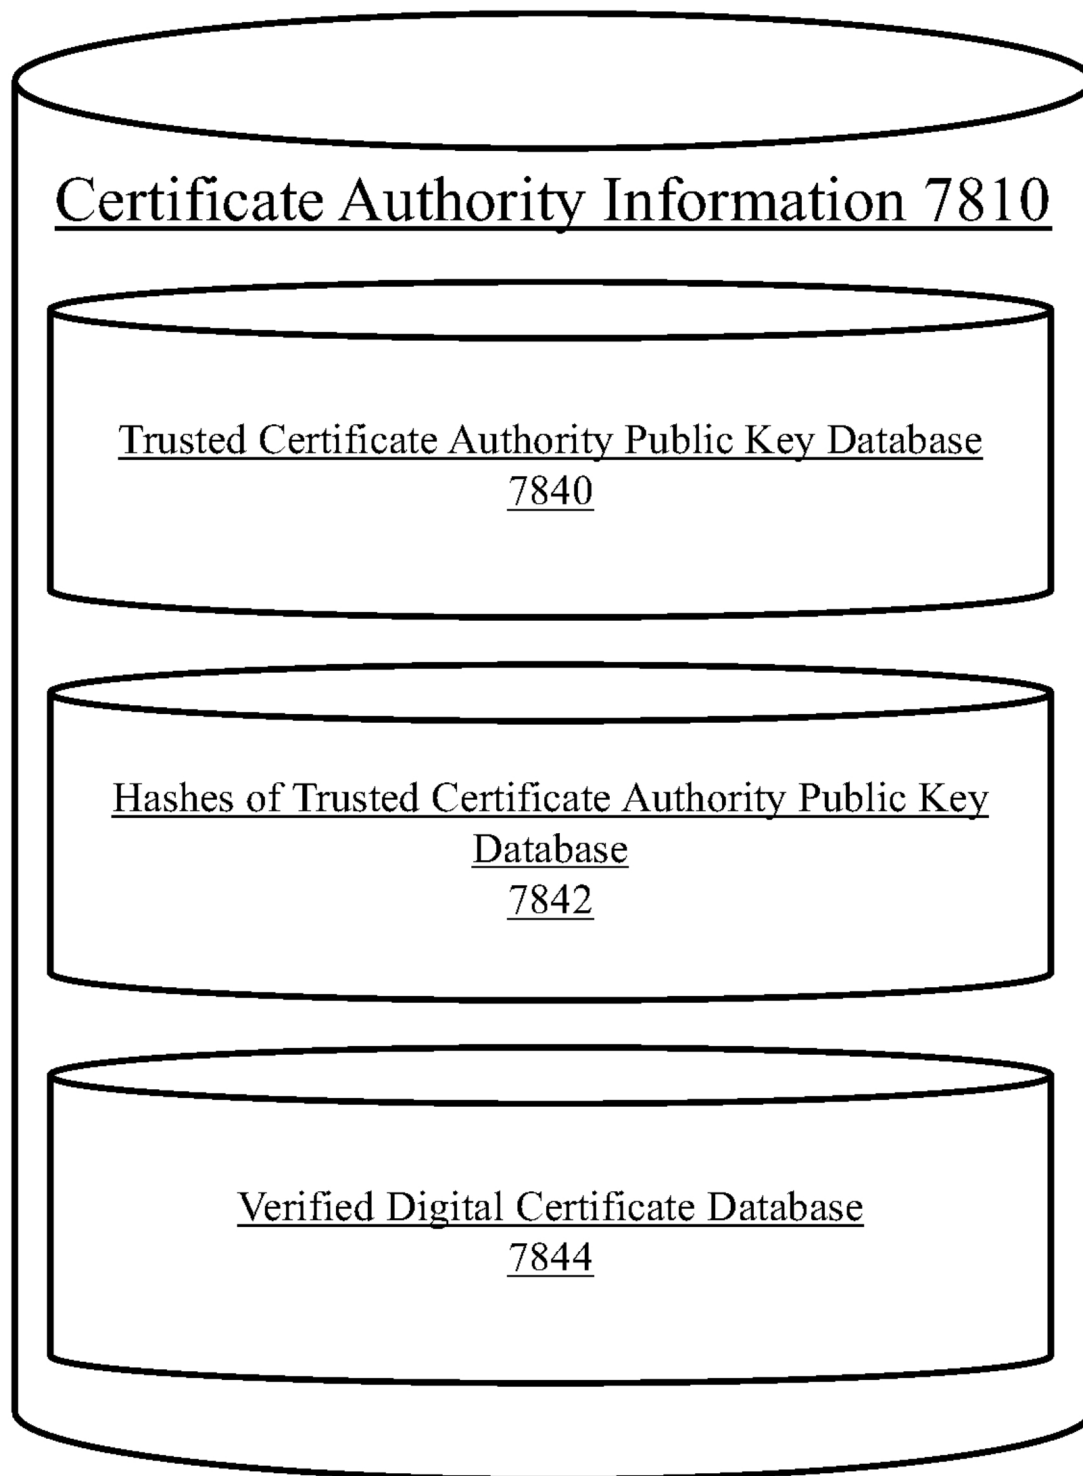 Certificate Authority Information 7810
Trusted Certificate Authority Public Key Database
7840
Hashes of Trusted Certificate Authority Public Key
Database
7842
Verified Digital Certificate Database
7844